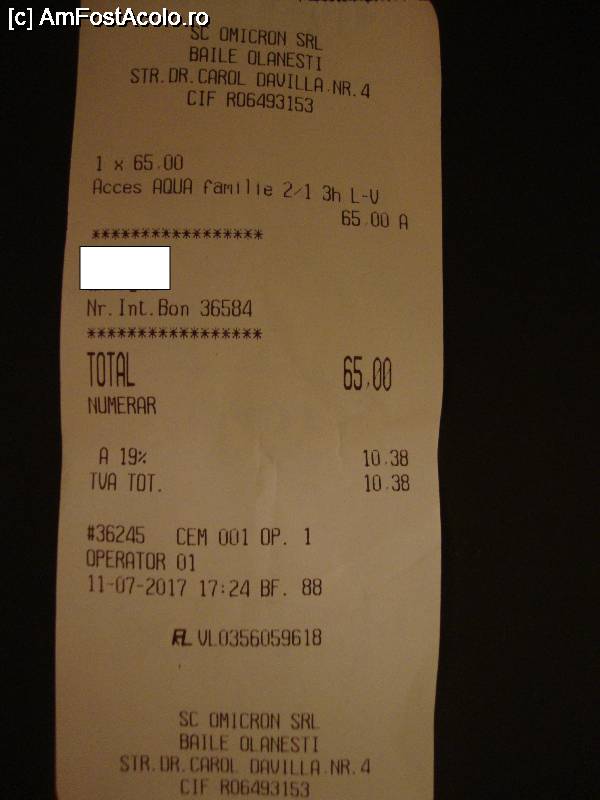 [c] AmFostAcolo.ro
SC OMICRON SRL
BAILE OLANESTI
STR.DR.CAROL DAVILLA.NR.4
CIF RO6493153
1 x 65.00
Acces AQUA familie 2/1 3h L-V
65.00 A
*****************
Nr.Int.Bon 36584
*****************
TOTAL 65,00
NUMERAR
A 19% 10.38
TVA TOT. 10.38
#36245 CEM 001 OP. 1
OPERATOR 01
11-07-2017 17:24 BF. 88
VL0356059618
SC OMICRON SRL
BAILE OLANESTI
STR.DR.CAROL DAVILLA.NR.4
CIF RO6493153